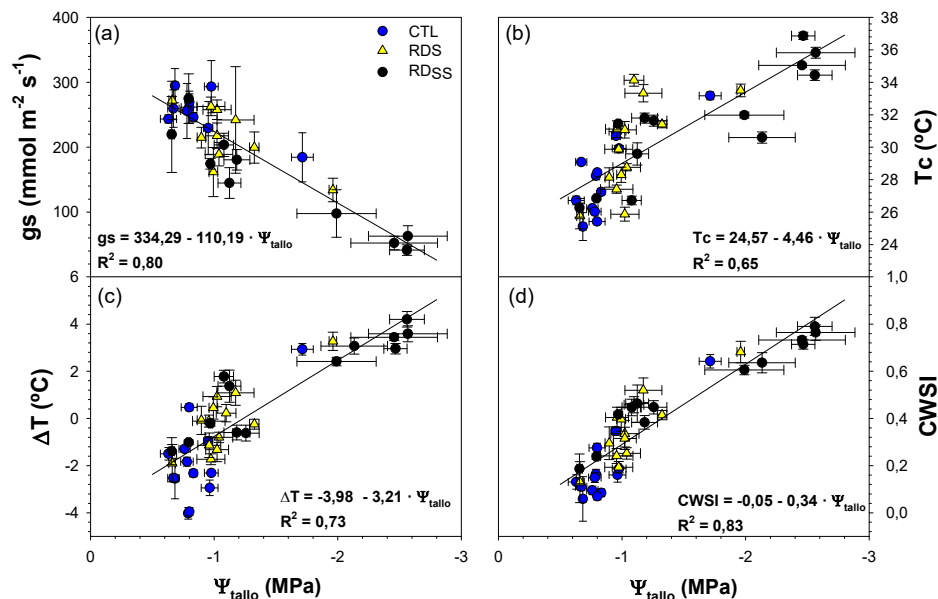 400
300
200
100
6
4
2
0
-2
-4
gs (mmol m-2 s-1)
ΔT (ºC)
(a)
CTL
RDS
RDSS
gs = 334,29 - 110,19 · Ψtallo
R2 = 0,80
(b)
Tc = 24,57 - 4,46 · Ψtallo
R2 = 0,65
38
36
34
32
30
28
26
24
1,0
0,8
0,6
0,4
0,2
0,0
Tc (ºC)
CWSI
(c)
ΔT = -3,98 - 3,21 · Ψtallo
R2 = 0,73
(d)
CWSI = -0,05 - 0,34 · Ψtallo
R2 = 0,83
0 -1 -2 -3
0 -1 -2 -3
Ψtallo (MPa)
Ψtallo (MPa)